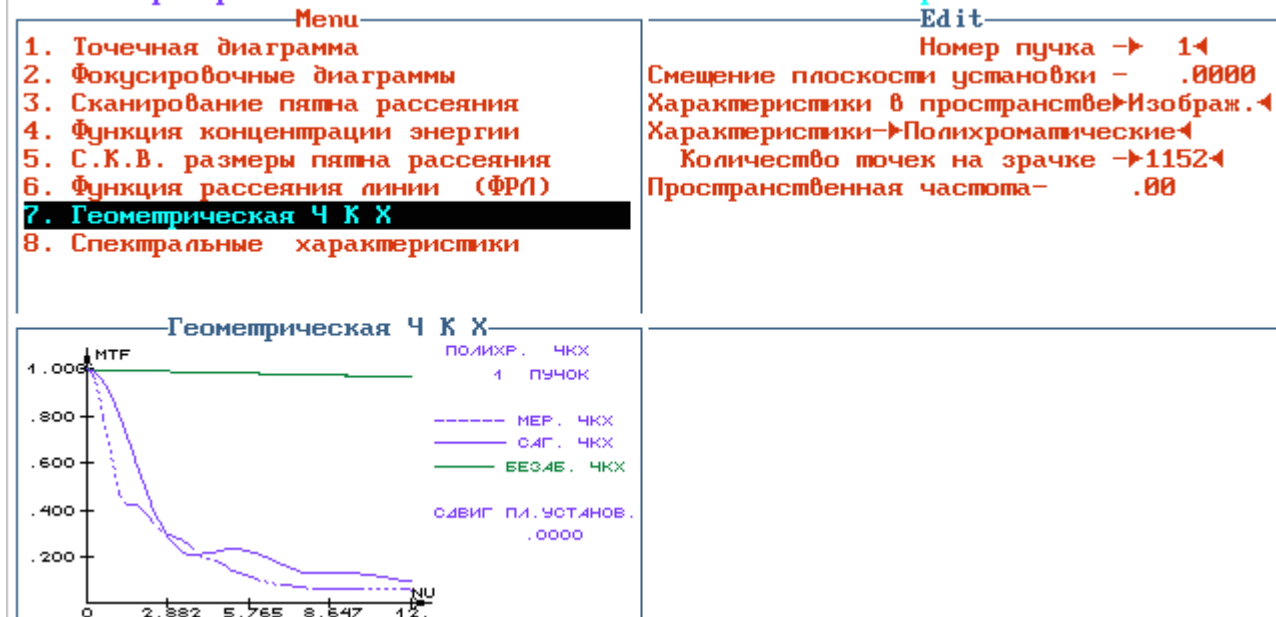 Menu
1. Точечная диаграмма
2. Фокусировочные диаграммы
3. Сканирование пятна рассеяния
4. Функция концентрации энергии
5. С.К.В. размеры пятна рассеяния
6. Функция рассеяния линии (ФРЛ)
7. Геометрическая Ч К Х
8. Спектральные характеристики
Edit
Номер пучка -► 1◄
Смещение плоскости установки - .0000
Характеристики в пространстве►Изображ.◄
Характеристики-►Полихроматические◄
Количество точек на зрачке -►1152◄
Пространственная частота- .00
Геометрическая Ч К Х
MTF
ПОЛИХР. ЧКХ
1 ПУЧОК
МЕР. ЧКХ
САГ. ЧКХ
БЕЗАБ. ЧКХ
СДВИГ ПЛ.УСТАНОВ.
.0000
1.000
.800
.600
.400
.200
NU
0 2.882 5.765 8.647 12.